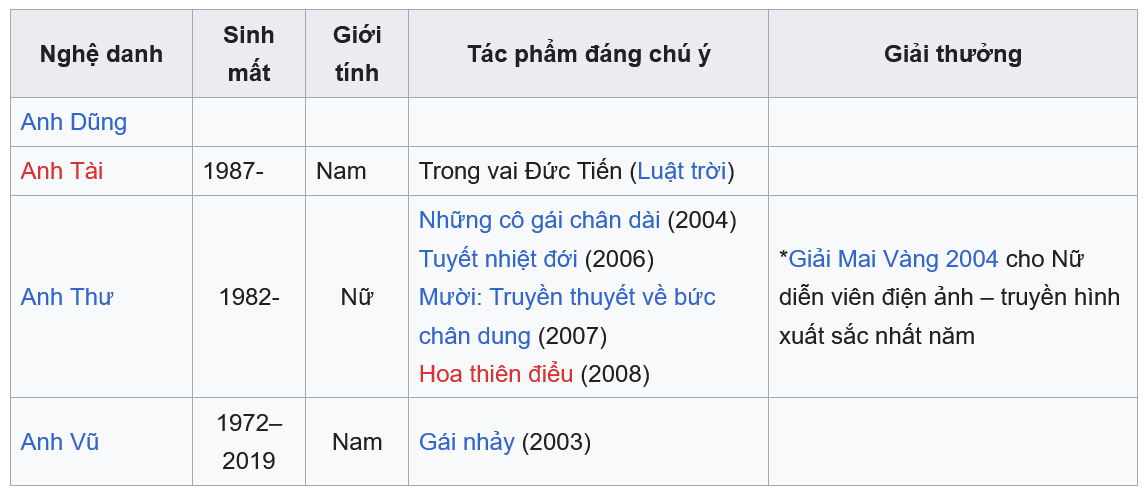 Nghệ danh
Sinh
mất
Giới
tính
Tác phẩm đáng chú ý
Giải thưởng
Anh Dũng
Anh Tài
1987-
Nam
Trong vai Đức Tiến (Luật trời)
Anh Thư
1982-
Nữ
Những cô gái chân dài (2004)
Tuyết nhiệt đới (2006)
Mười: Truyền thuyết về bức
chân dung (2007)
Hoa thiên điểu (2008)
*Giải Mai Vàng 2004 cho Nữ
diễn viên điện ảnh – truyền hình
xuất sắc nhất năm
Anh Vũ
1972–
2019
Nam
Gái nhảy (2003)